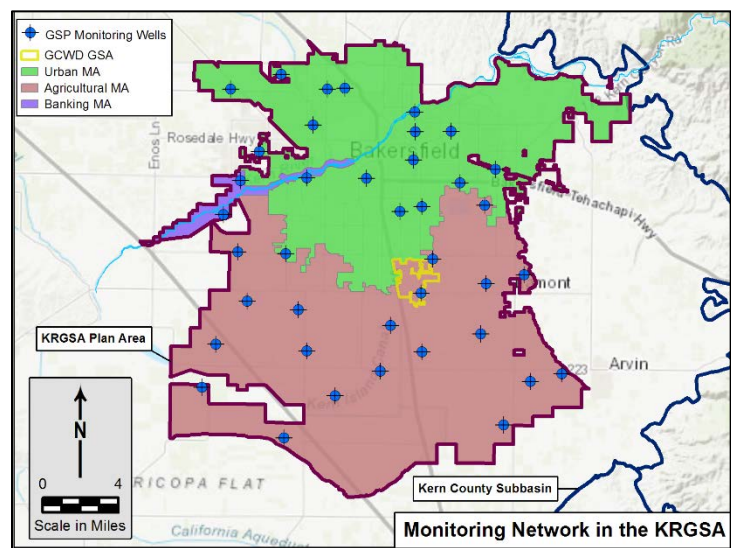 GSP Monitoring Wells
GCWD GSA
Urban MA
Agricultural MA
Banking MA
Enos Ln
Rosedale Hwy
Bakersfield
Bakersfield-Tehachapi Hwy
mont
KRGSA Plan Area
223
Arvin
N
0 4
Scale in Miles
RICOPA FLAT
California Aqueduct
Kern County Subbasin
Monitoring Network in the KRGSA